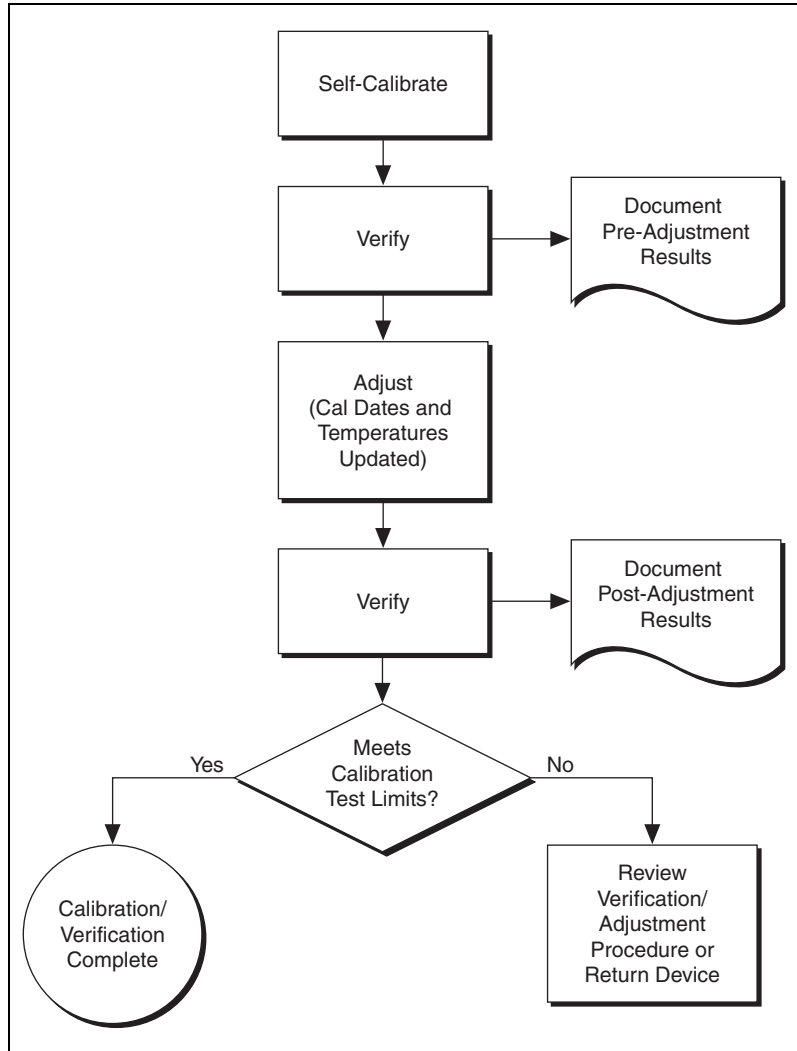 Self-Calibrate
Verify
Document
Pre-Adjustment
Results
Adjust
(Cal Dates and
Temperatures
Updated)
Verify
Document
Post-Adjustment
Results
Meets
Calibration
Test Limits?
Yes
No
Calibration/
Verification
Complete
Review
Verification/
Adjustment
Procedure or
Return Device